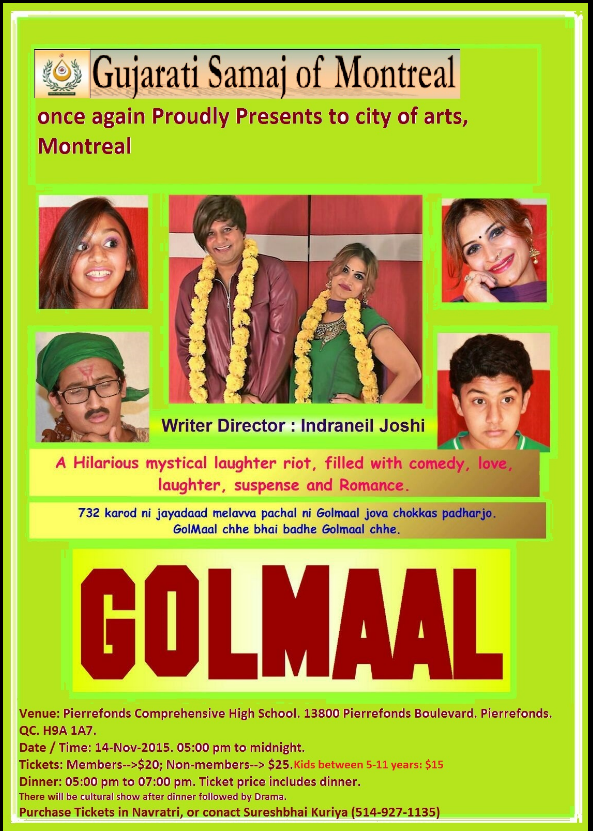 Gujarati Samaj of Montreal
once again Proudly Presents to city of arts,
Montreal
Writer Director : Indraneil Joshi
A Hilarious mystical laughter riot, filled with comedy, love,
laughter, suspense and Romance.
732 karod ni jayadaad melavva pachal ni Golmaal jova chokkas padharjo.
GolMaal chhe bhai badhe Golmaal chhe.
GOLMAAL
Venue: Pierrefonds Comprehensive High School. 13800 Pierrefonds Boulevard. Pierrefonds.
QC. H9A 1A7.
Date / Time: 14-Nov-2015. 05:00 pm to midnight.
Tickets: Members-->$20; Non-members--> $25. Kids between 5-11 years: $15
Dinner: 05:00 pm to 07:00 pm. Ticket price includes dinner.
There will be cultural show after dinner followed by Drama.
Purchase Tickets in Navratri, or conact Sureshbhai Kuriya (514-927-1135)